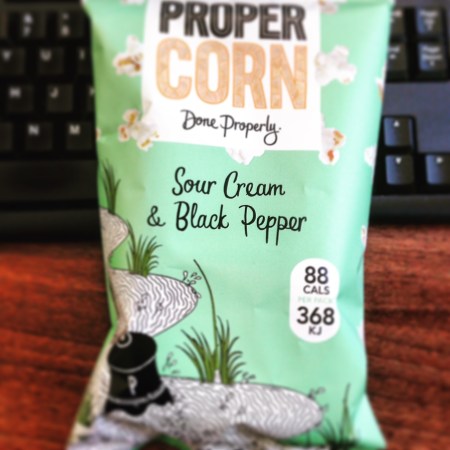 PROPER
CORN
Done Properly.
Sour Cream
& Black Pepper
88
CALS
PER PACK
368
KJ
P